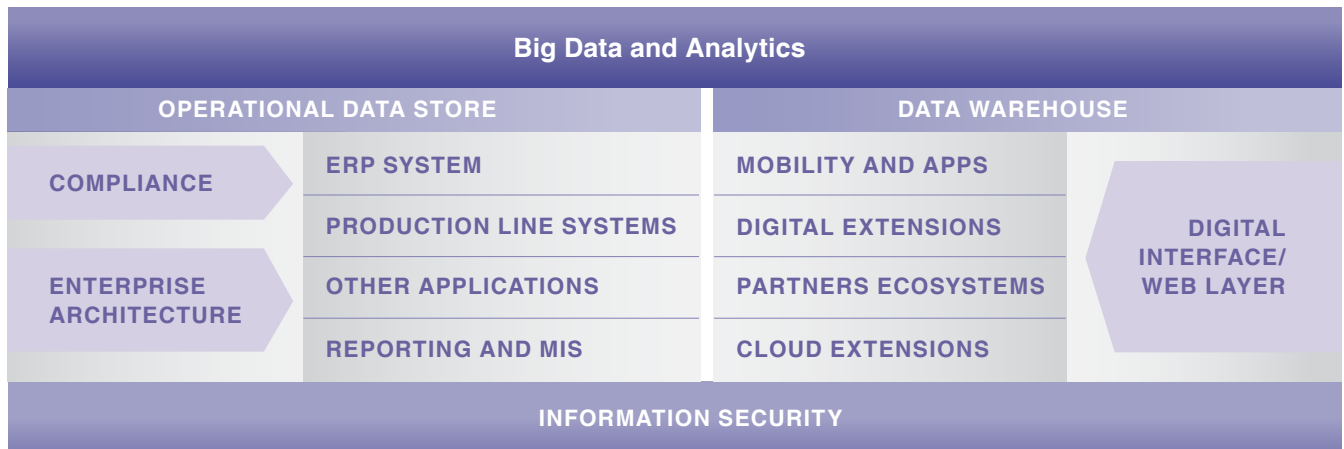 Big Data and Analytics
OPERATIONAL DATA STORE
DATA WAREHOUSE
COMPLIANCE
ENTERPRISE
ARCHITECTURE
ERP SYSTEM
PRODUCTION LINE SYSTEMS
OTHER APPLICATIONS
REPORTING AND MIS
MOBILITY AND APPS
DIGITAL EXTENSIONS
PARTNERS ECOSYSTEMS
CLOUD EXTENSIONS
DIGITAL
INTERFACE/
WEB LAYER
INFORMATION SECURITY